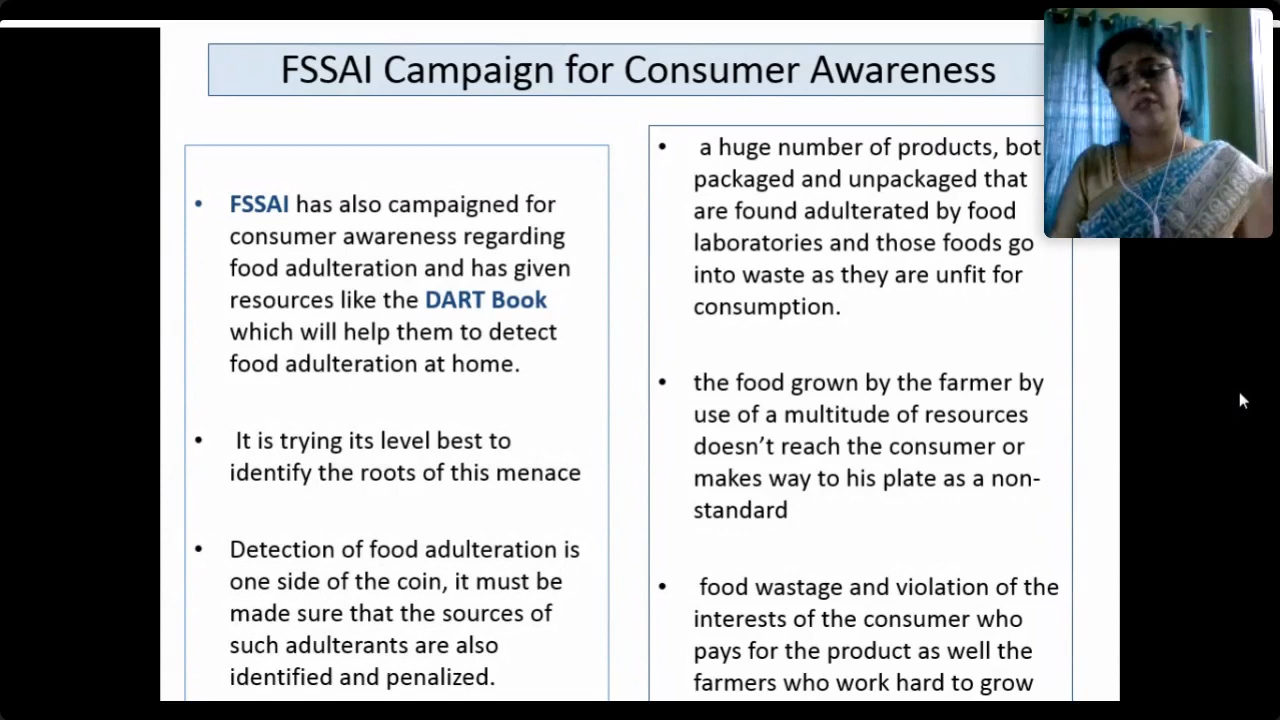 FSSAI Campaign for Consumer Awareness
• FSSAI has also campaigned for
consumer awareness regarding
food adulteration and has given
resources like the DART Book
which will help them to detect
food adulteration at home.
• It is trying its level best to
identify the roots of this menace
• Detection of food adulteration is
one side of the coin, it must be
made sure that the sources of
such adulterants are also
identified and penalized.
• a huge number of products, bot
packaged and unpackaged that
are found adulterated by food
laboratories and those foods go
into waste as they are unfit for
consumption.
• the food grown by the farmer by
use of a multitude of resources
doesn’t reach the consumer or
makes way to his plate as a non-
standard
• food wastage and violation of the
interests of the consumer who
pays for the product as well the
farmers who work hard to grow